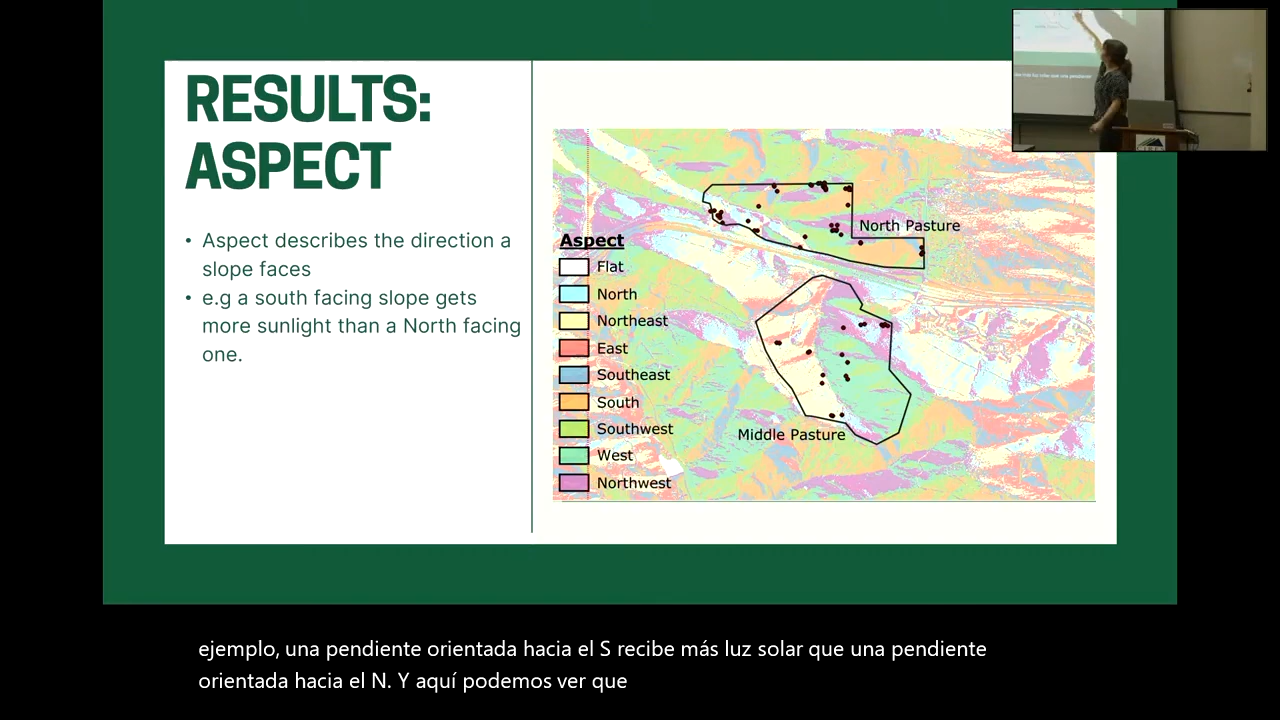 RESULTS:
ASPECT
• Aspect describes the direction a
slope faces
• e.g a south facing slope gets
more sunlight than a North facing
one.
Aspect
Flat
North
Northeast
East
Southeast
South
Southwest
West
Northwest
North Pasture
Middle Pasture
ejemplo, una pendiente orientada hacia el S recibe más luz solar que una pendiente
orientada hacia el N. Y aquí podemos ver que